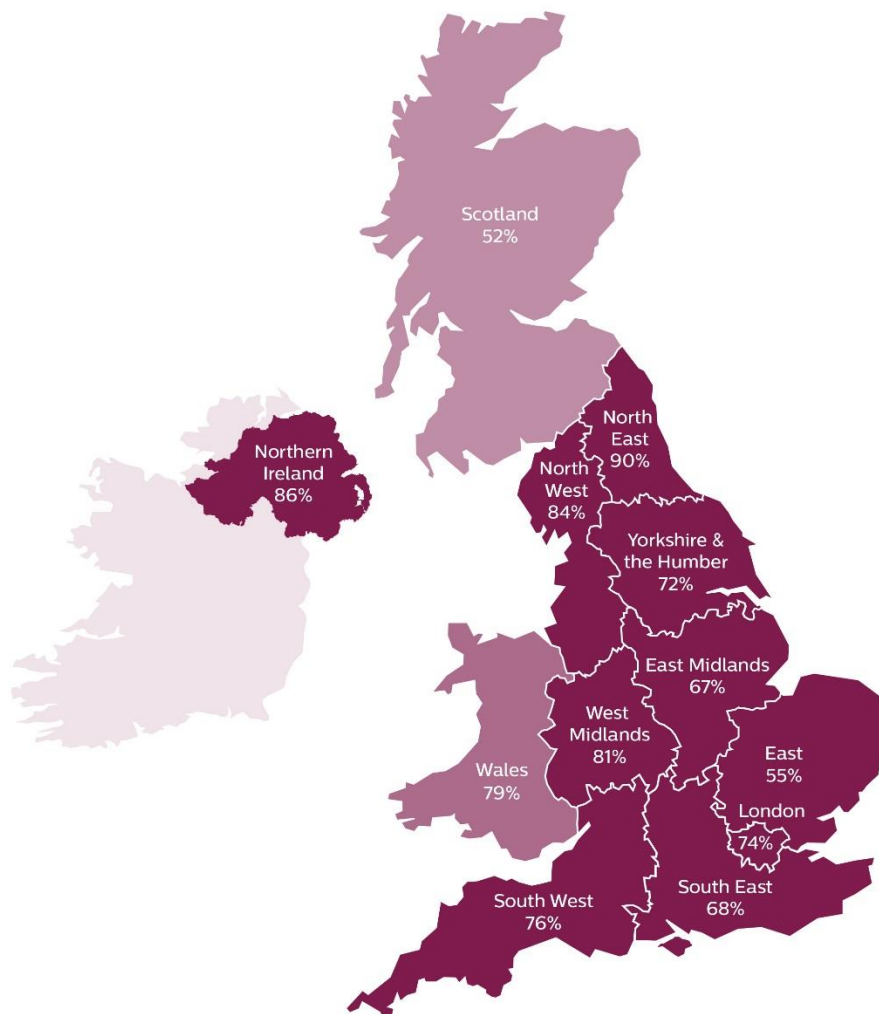 Scotland
52%
North
East
90%
Northern
Ireland
86%
North
West
84%
Yorkshire &
the Humber
72%
East Midlands
67%
West
Midlands
81%
Wales
79%
East
55%
London
74%
South West
76%
South East
68%